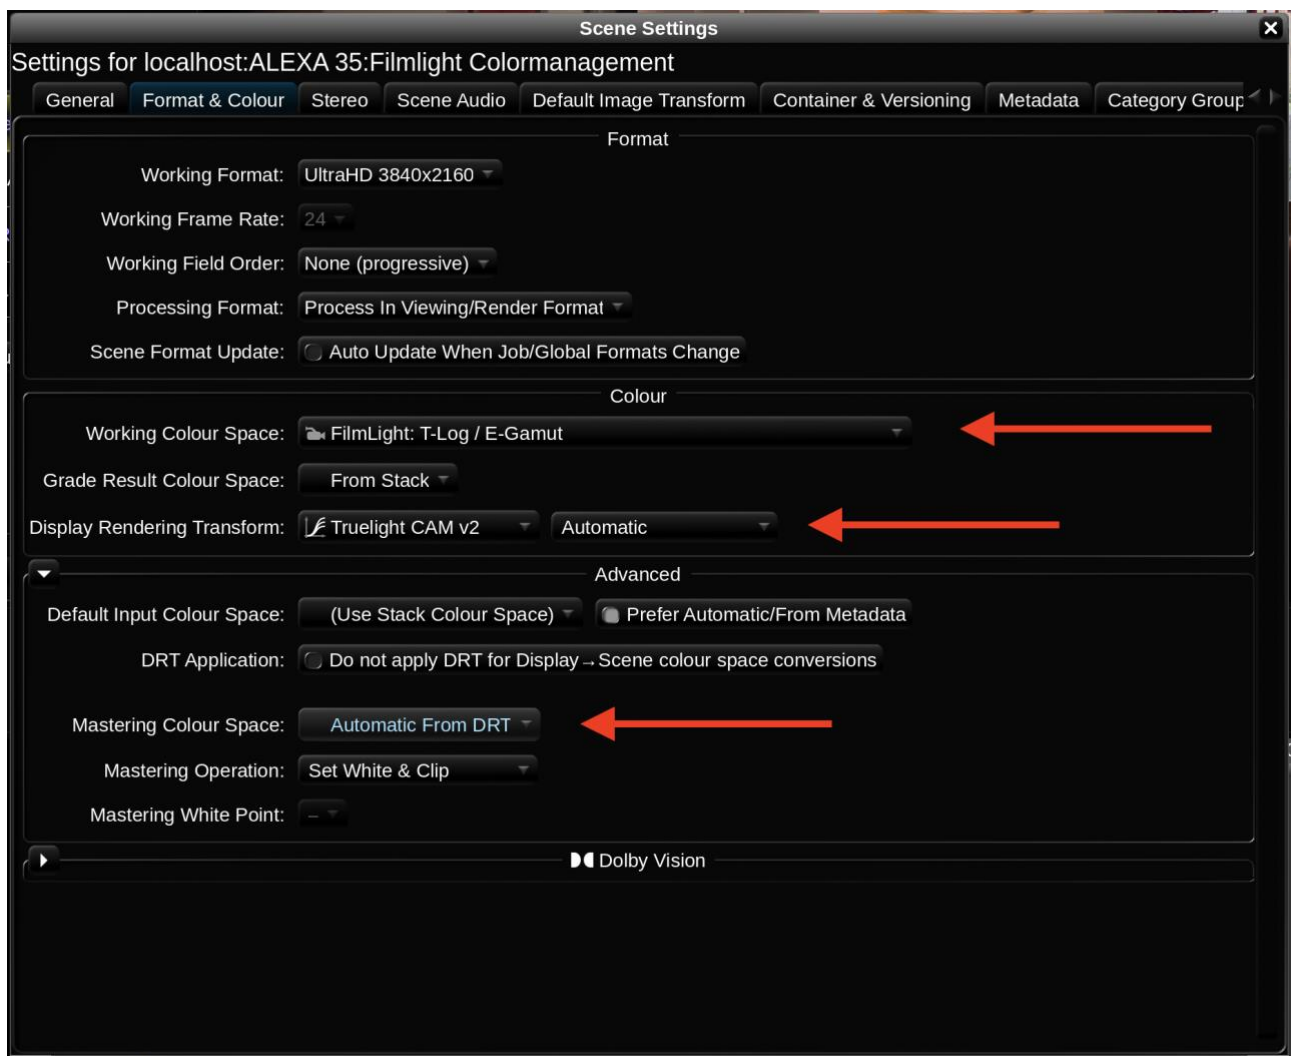 Scene Settings
Settings for localhost:ALEXA 35:Filmlight Colormanagement
General Format & Colour Stereo Scene Audio Default Image Transform Container & Versioning Metadata Category Group
Format
Working Format: UltraHD 3840x2160
Working Frame Rate: 24
Working Field Order: None (progressive)
Processing Format: Process In Viewing/Render Format
Scene Format Update: Auto Update When Job/Global Formats Change
Colour
Working Colour Space: FilmLight: T-Log / E-Gamut
Grade Result Colour Space: From Stack
Display Rendering Transform: Truelight CAM v2 Automatic
Advanced
Default Input Colour Space: (Use Stack Colour Space) Prefer Automatic/From Metadata
DRT Application: Do not apply DRT for Display→Scene colour space conversions
Mastering Colour Space: Automatic From DRT
Mastering Operation: Set White & Clip
Mastering White Point: –
Dolby Vision